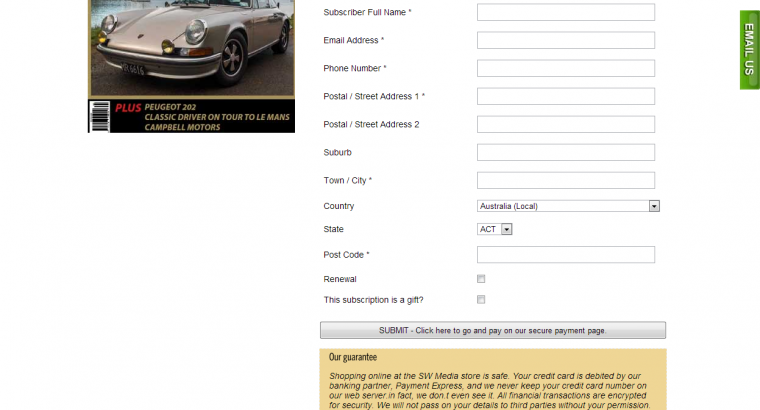 PLUS PEUGEOT 202
CLASSIC DRIVER ON TOUR TO LE MANS
CAMPBELL MOTORS
Subscriber Full Name *
Email Address *
Phone Number *
Postal / Street Address 1 *
Postal / Street Address 2
Suburb
Town / City *
Country Australia (Local)
State ACT
Post Code *
Renewal
This subscription is a gift?
SUBMIT - Click here to go and pay on our secure payment page.
Our guarantee
Shopping online at the SW Media store is safe. Your credit card is debited by our
banking partner, Payment Express, and we never keep your credit card number on
our web server.in fact, we don.t even see it. All financial transactions are encrypted
for security. We will not pass on your details to third parties without your permission.
EMAIL US